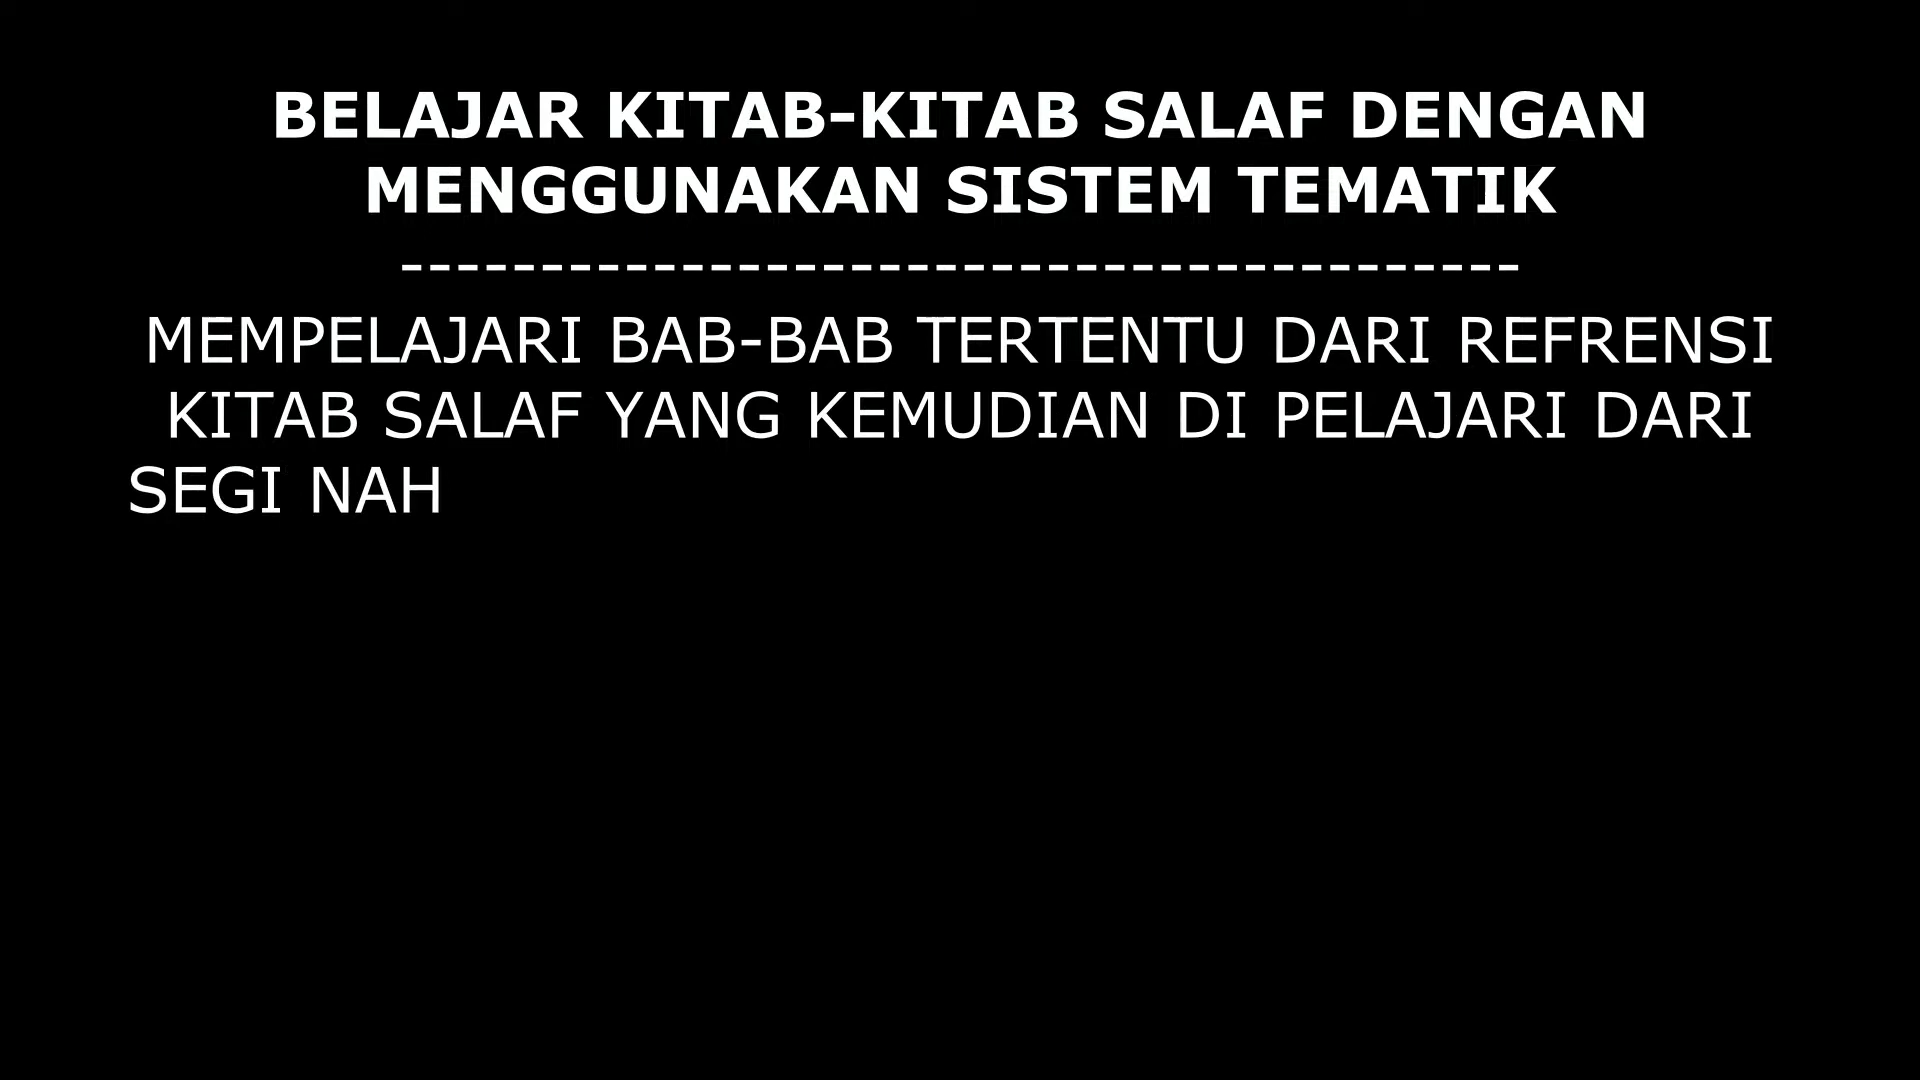 BELAJAR KITAB-KITAB SALAF DENGAN
MENGGUNAKAN SISTEM TEMATIK
----------------------------------------
MEMPELAJARI BAB-BAB TERTENTU DARI REFRENSI
KITAB SALAF YANG KEMUDIAN DI PELAJARI DARI
SEGI NAH